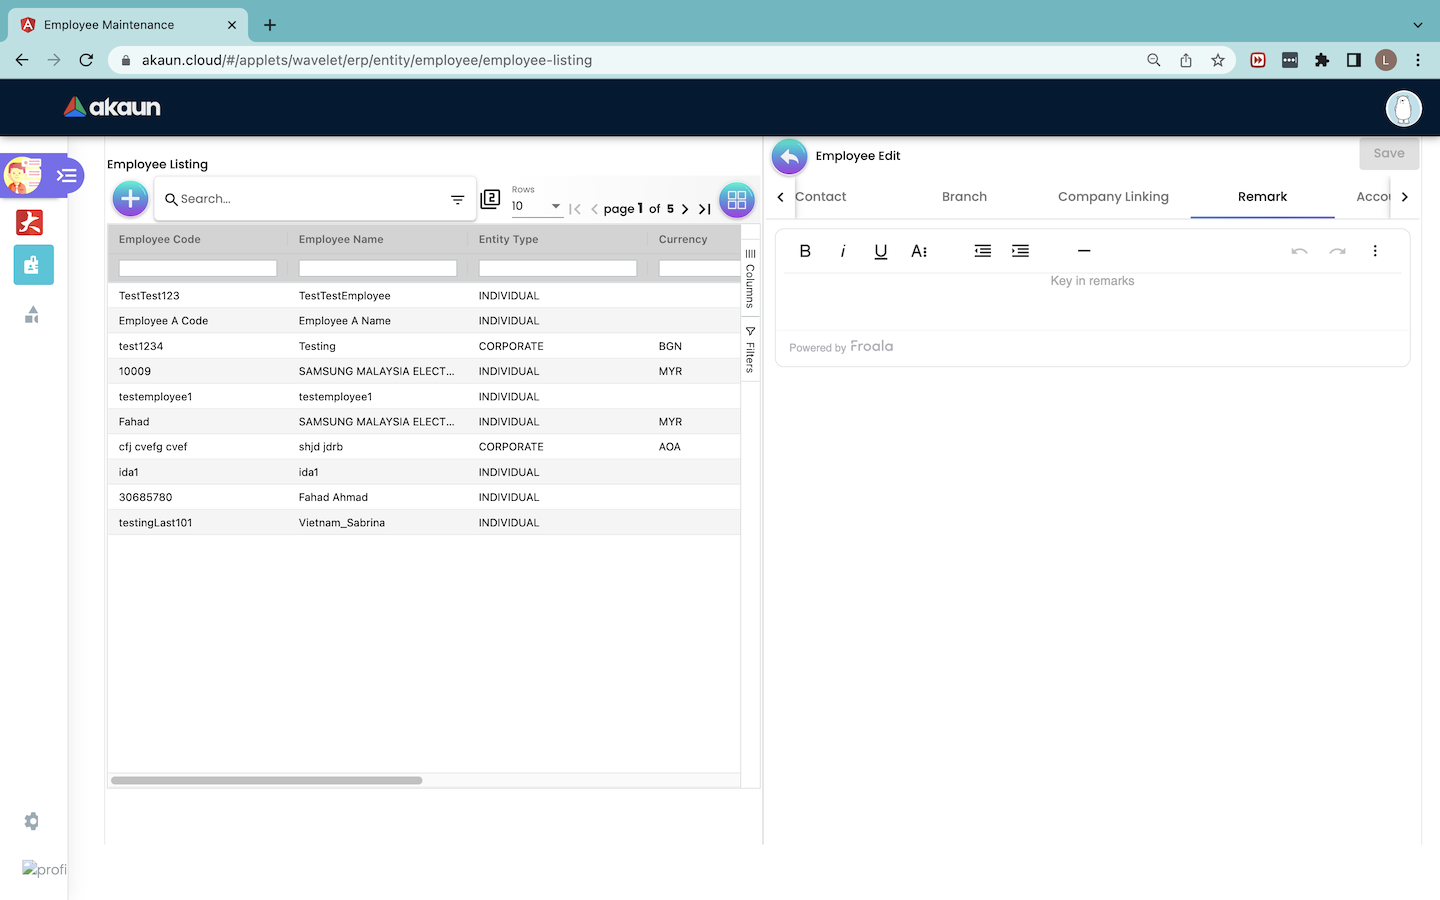 Employee Maintenance
akaun.cloud/#/applets/wavelet/erp/entity/employee/employee-listing
L
akaun
Employee Listing
Search...
2
Rows
10
page 1 of 5
Employee Code Employee Name Entity Type Currency
TestTest123 TestTestEmployee INDIVIDUAL
Employee A Code Employee A Name INDIVIDUAL
test1234 Testing CORPORATE BGN
10009 SAMSUNG MALAYSIA ELECT... INDIVIDUAL MYR
testemployee1 testemployee1 INDIVIDUAL
Fahad SAMSUNG MALAYSIA ELECT... INDIVIDUAL MYR
cfj cvefg cvef shjd jdrb CORPORATE AOA
ida1 ida1 INDIVIDUAL
30685780 Fahad Ahmad INDIVIDUAL
testingLast101 Vietnam_Sabrina INDIVIDUAL
Columns
Filters
Employee Edit
Save
Contact Branch Company Linking Remark Accou
B i U A
Key in remarks
Powered by Froala
profi